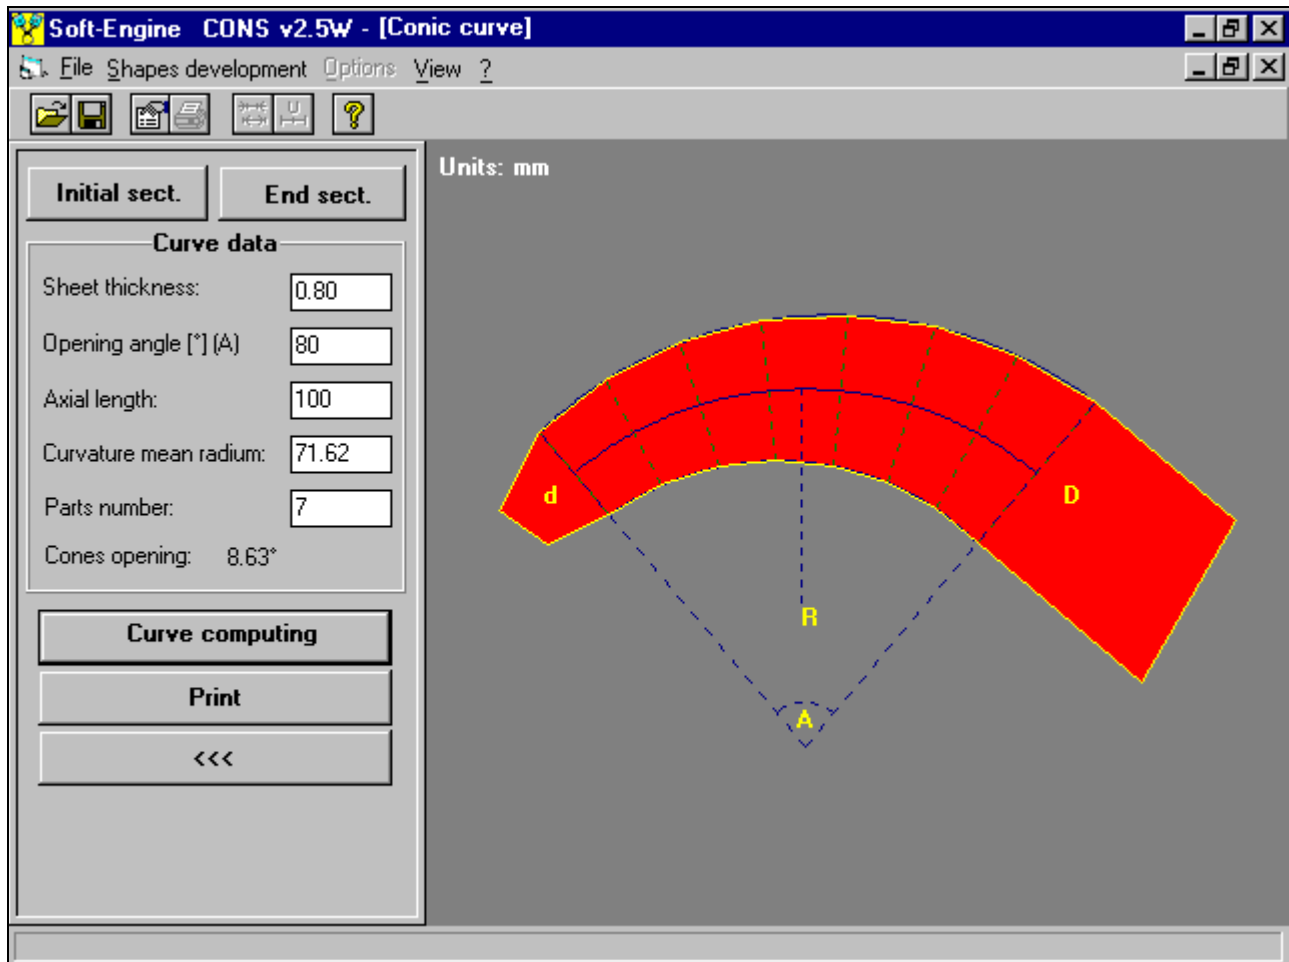 Soft-Engine CONS v2.5W - [Conic curve]
File Shapes development Options View ?
Units: mm
Initial sect. End sect.
Curve data
Sheet thickness: 0.80
Opening angle [°] (A) 80
Axial length: 100
Curvature mean radium: 71.62
Parts number: 7
Cones opening: 8.63°
Curve computing
Print
<<<
d
D
R
A